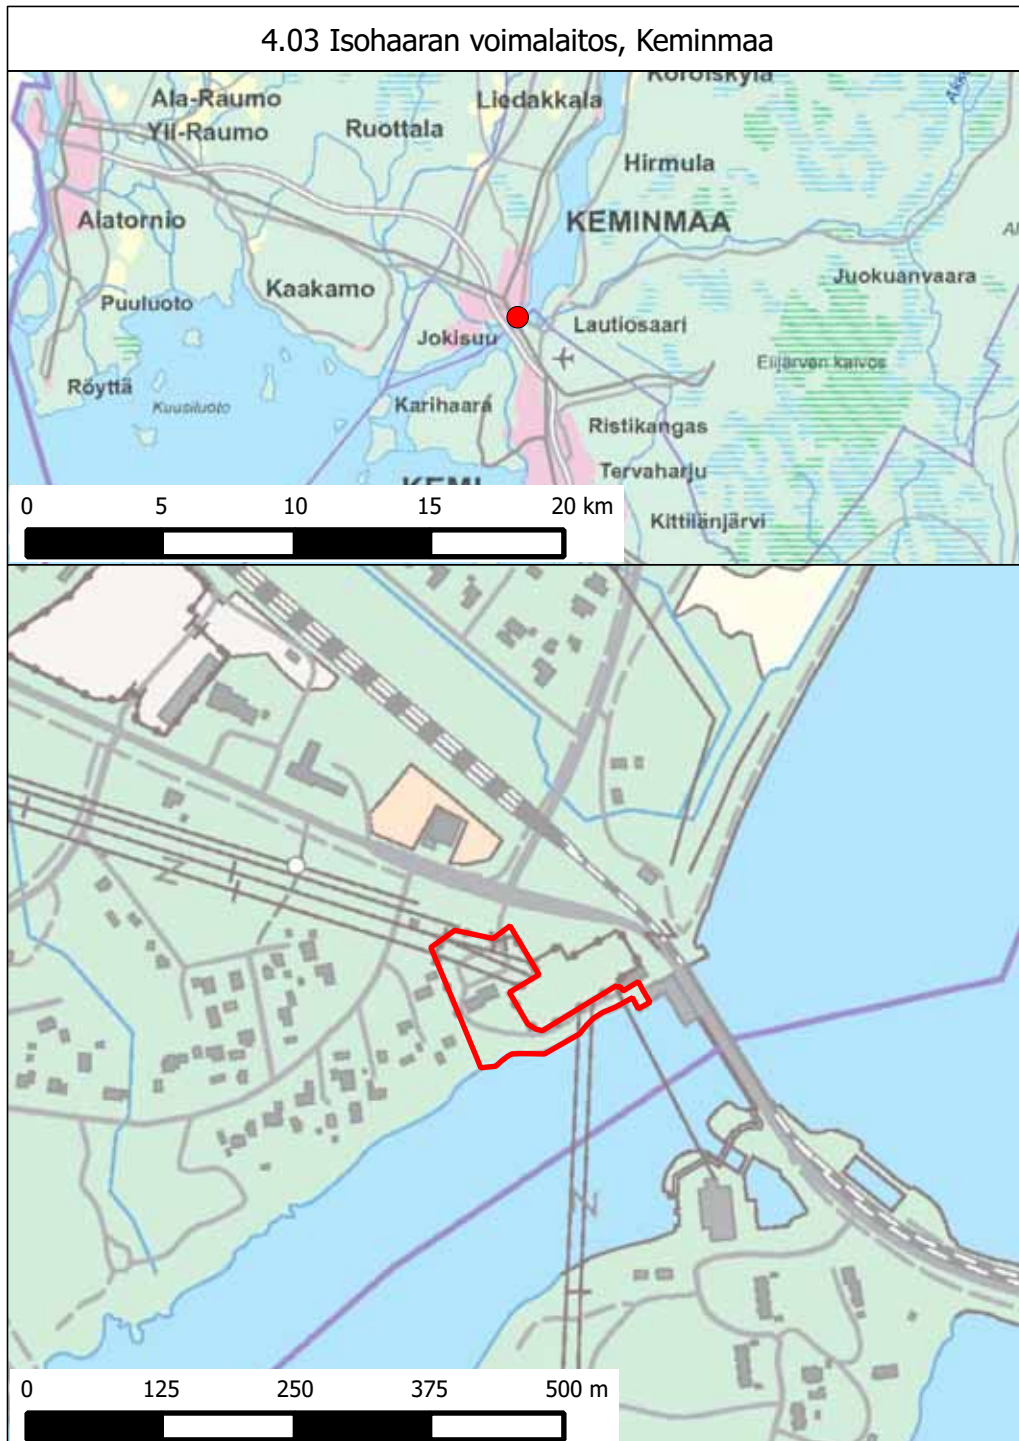 4.03 Isohaaran voimalaitos, Keminmaa
Ala-Raumo
Yli-Raumo
Ruottala
Liedakkala
Hirmula
Alatornio
KEMINMAA
Kaakamo
Puuluoto
Juokuanvaara
Jokisuu
Lautiosaari
Elijärven kaivos
Röyttä
Kuusiluoto
Karihaara
Ristikangas
Tervaharju
KEMI
Kittilänjärvi
0 5 10 15 20 km
0 125 250 375 500 m